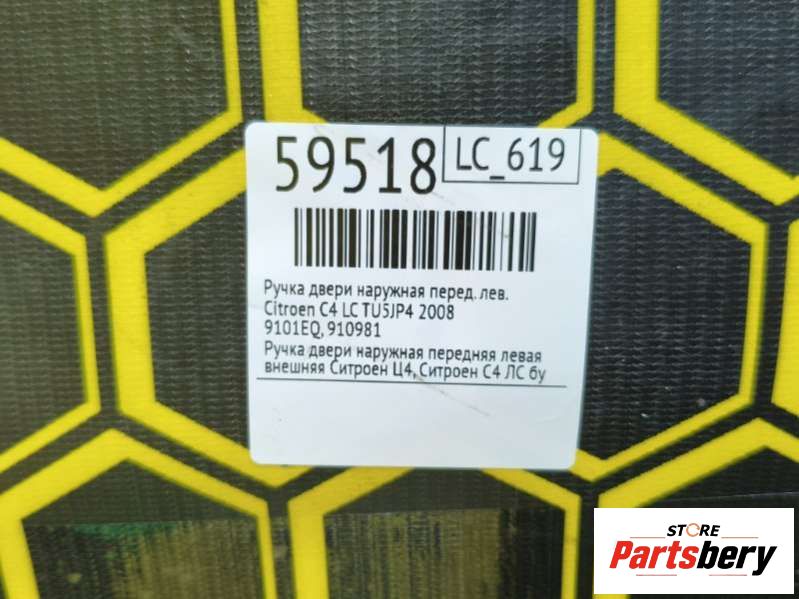 59518 LC_619
Ручка двери наружная перед. лев.
Citroen C4 LC TU5JP4 2008
9101EQ, 910981
Ручка двери наружная передняя левая
внешняя Ситроен Ц4, Ситроен С4 ЛС бу
STORE
Partsbery